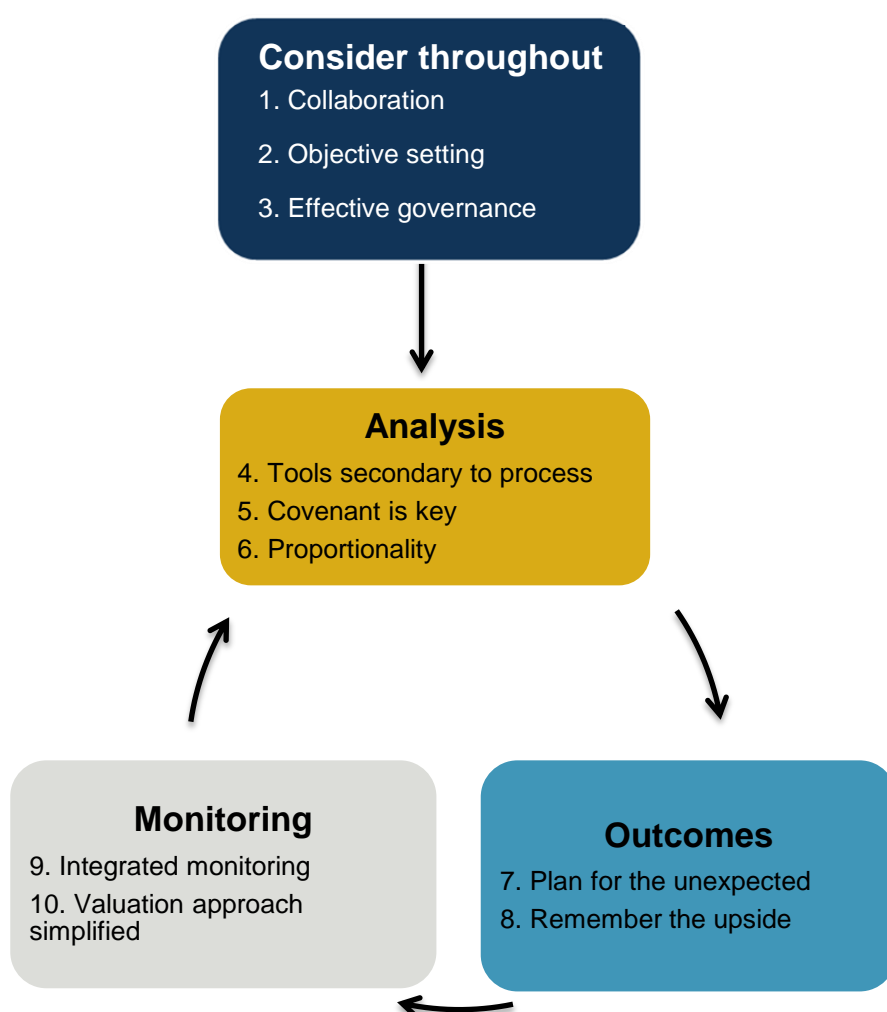 Consider throughout
1. Collaboration
2. Objective setting
3. Effective governance
Analysis
4. Tools secondary to process
5. Covenant is key
6. Proportionality
Monitoring
9. Integrated monitoring
10. Valuation approach
simplified
Outcomes
7. Plan for the unexpected
8. Remember the upside